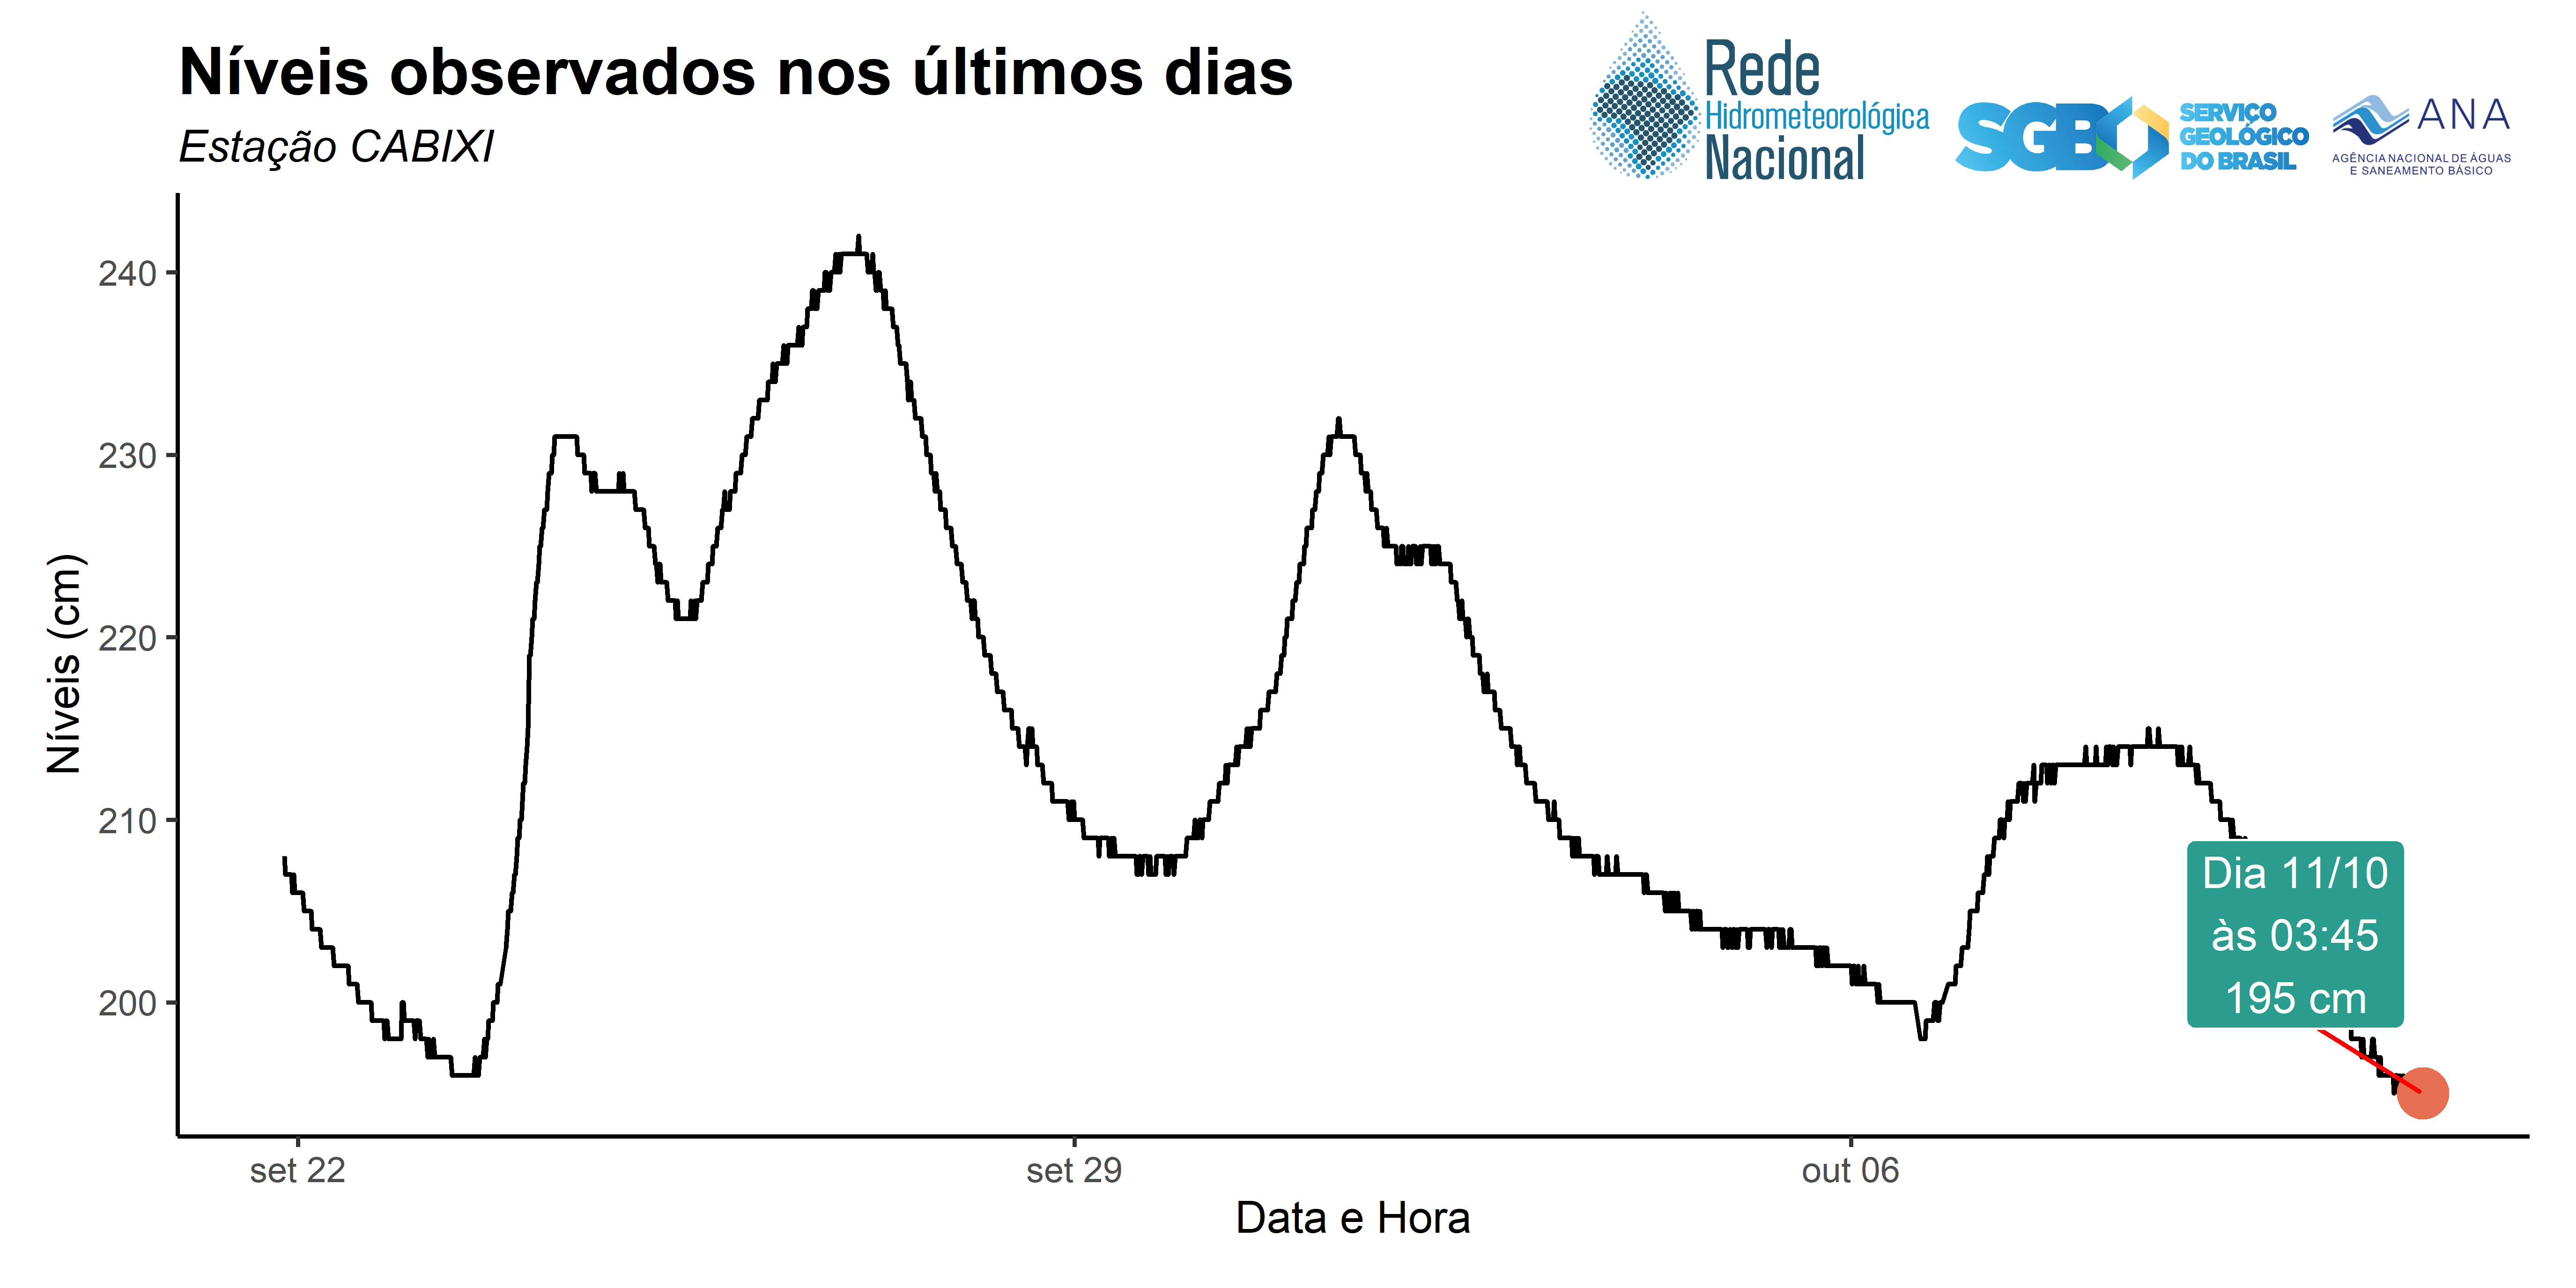 Níveis observados nos últimos dias
Estação CABIXI
Rede
Hidrometeorológica
Nacional
SGB
SERVIÇO
GEOLÓGICO
DO BRASIL
ANA
AGÊNCIA NACIONAL DE ÁGUAS
E SANEAMENTO BÁSICO
Níveis (cm)
240
230
220
210
200
Dia 11/10
às 03:45
195 cm
set 22
set 29
out 06
Data e Hora